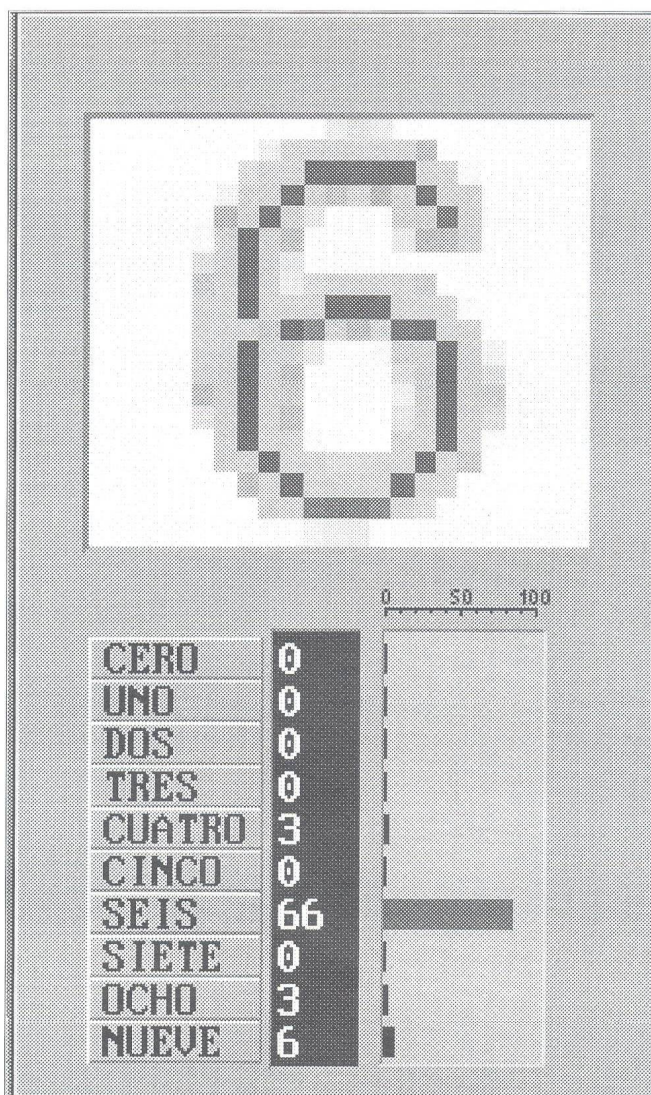 6
0 50 100
CERO 0
UNO 0
DOS 0
TRES 0
CUATRO 3
CINCO 0
SEIS 66
SIETE 0
OCHO 3
NUEVE 6